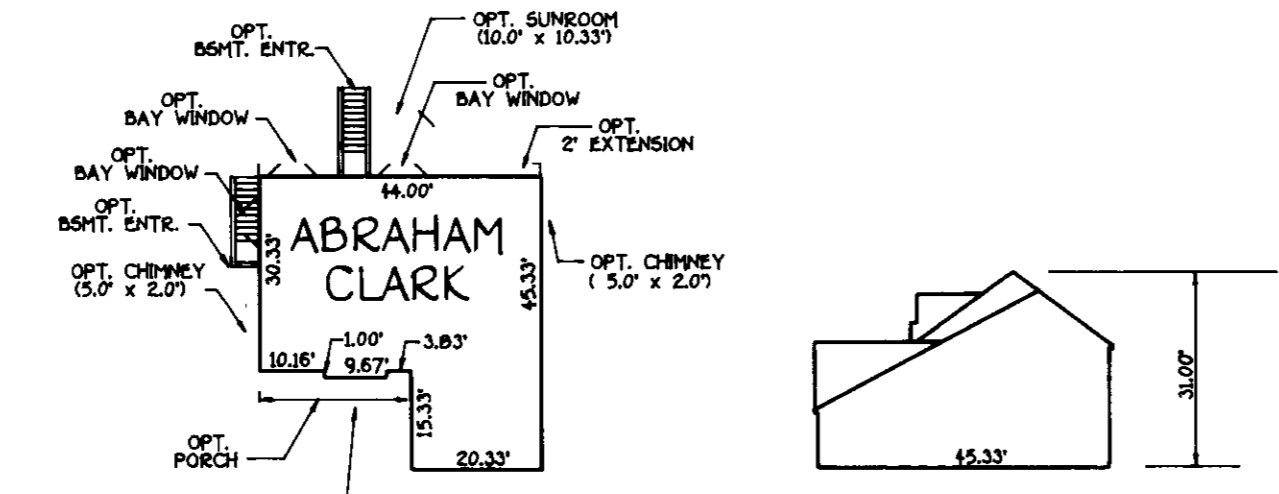 OPT. SUNROOM
(10.0' x 10.33')
OPT.
BSMT. ENTR.
OPT.
BAY WINDOW
OPT.
BAY WINDOW
OPT.
2' EXTENSION
OPT.
BAY WINDOW
44.00'
OPT.
BSMT. ENTR.
30.33'
ABRAHAM
CLARK
45.33'
OPT. CHIMNEY
(5.0' x 2.0')
OPT. CHIMNEY
( 5.0' x 2.0')
1.00'
3.83'
10.16'
9.67'
15.33'
OPT.
PORCH
20.33'
31.00'
45.33'